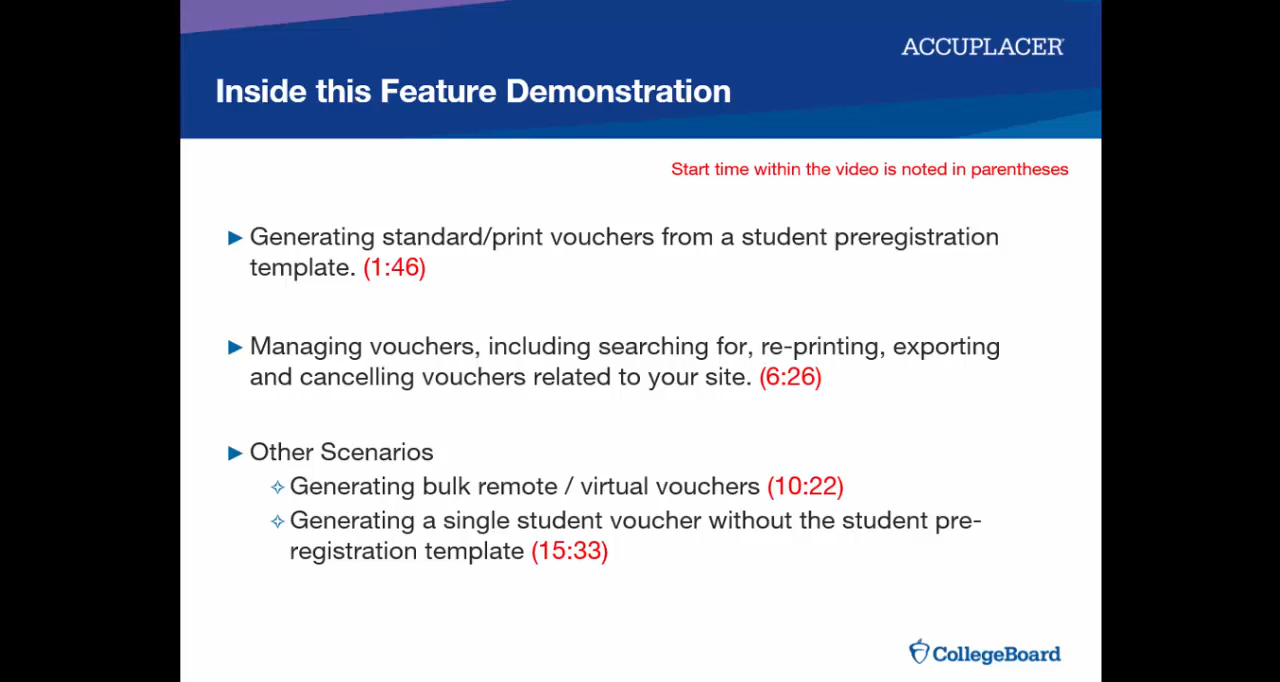 ACCUPLACER
Inside this Feature Demonstration
Start time within the video is noted in parentheses
Generating standard/print vouchers from a student preregistration
template. (1:46)
Managing vouchers, including searching for, re-printing, exporting
and cancelling vouchers related to your site. (6:26)
Other Scenarios
Generating bulk remote / virtual vouchers (10:22)
Generating a single student voucher without the student pre-
registration template (15:33)
CollegeBoard